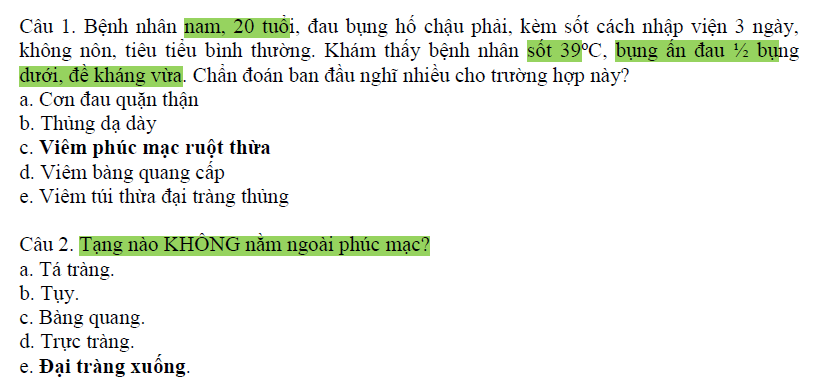 Câu 1. Bệnh nhân nam, 20 tuổi, đau bụng hố chậu phải, kèm sốt cách nhập viện 3 ngày,
không nôn, tiêu tiểu bình thường. Khám thấy bệnh nhân sốt 39ºC, bụng ấn đau ½ bụng
dưới, đề kháng vừa. Chẩn đoán ban đầu nghĩ nhiều cho trường hợp này?
a. Cơn đau quặn thận
b. Thủng dạ dày
c. Viêm phúc mạc ruột thừa
d. Viêm bàng quang cấp
e. Viêm túi thừa đại tràng thủng
Câu 2. Tạng nào KHÔNG nằm ngoài phúc mạc?
a. Tá tràng.
b. Tụy.
c. Bàng quang.
d. Trực tràng.
e. Đại tràng xuống.